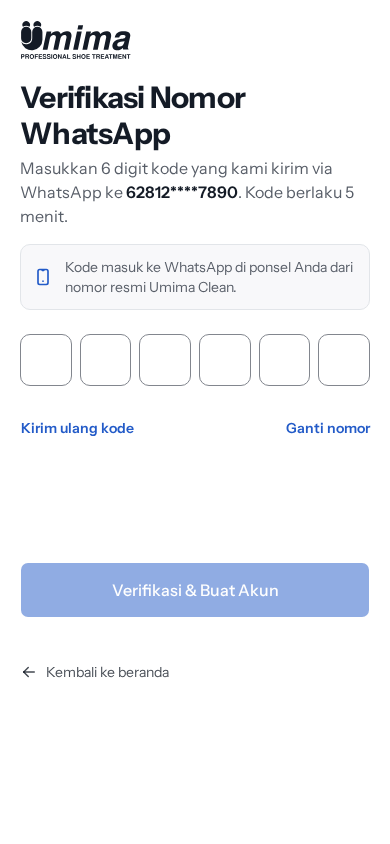 Ümima
PROFESSIONAL SHOE TREATMENT
Verifikasi Nomor
WhatsApp
Masukkan 6 digit kode yang kami kirim via
WhatsApp ke 62812****7890. Kode berlaku 5
menit.
Kode masuk ke WhatsApp di ponsel Anda dari
nomor resmi Umima Clean.
Kirim ulang kode
Ganti nomor
Verifikasi & Buat Akun
Kembali ke beranda